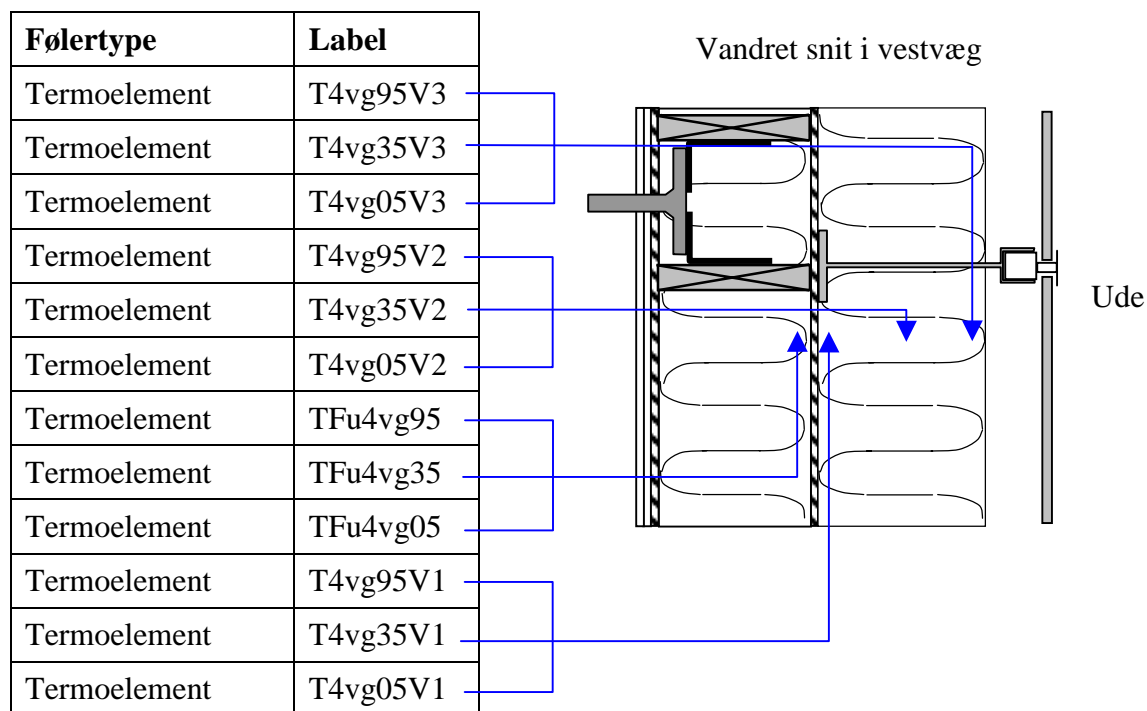 Følertype Label
Termoelement T4vg95V3
Termoelement T4vg35V3
Termoelement T4vg05V3
Termoelement T4vg95V2
Termoelement T4vg35V2
Termoelement T4vg05V2
Termoelement TFu4vg95
Termoelement TFu4vg35
Termoelement TFu4vg05
Termoelement T4vg95V1
Termoelement T4vg35V1
Termoelement T4vg05V1
Vandret snit i vestvæg
Ude